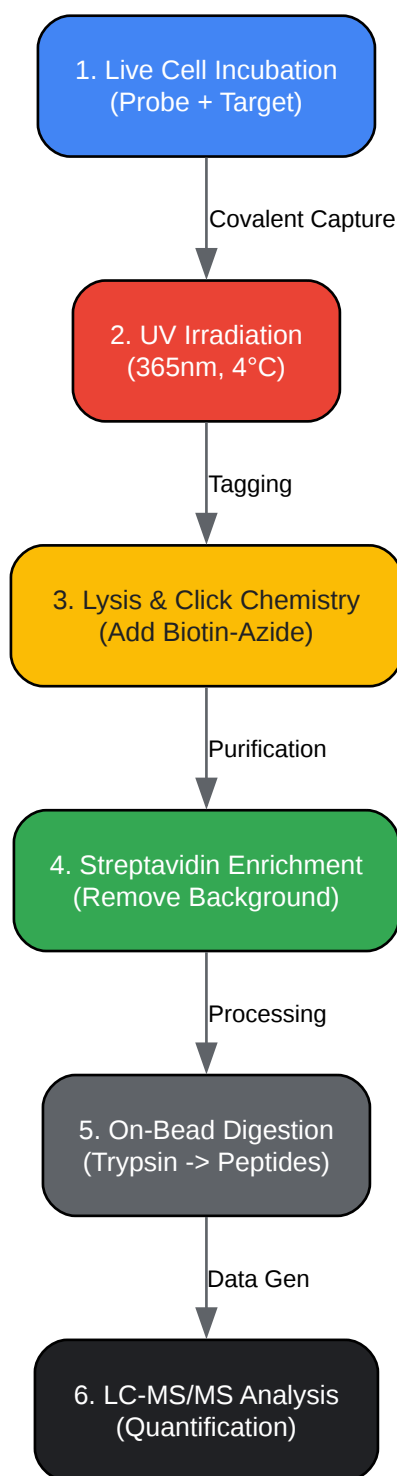 1. Live Cell Incubation
(Probe + Target)
Covalent Capture
2. UV Irradiation
(365nm, 4°C)
Tagging
3. Lysis & Click Chemistry
(Add Biotin-Azide)
Purification
4. Streptavidin Enrichment
(Remove Background)
Processing
5. On-Bead Digestion
(Trypsin -> Peptides)
Data Gen
6. LC-MS/MS Analysis
(Quantification)